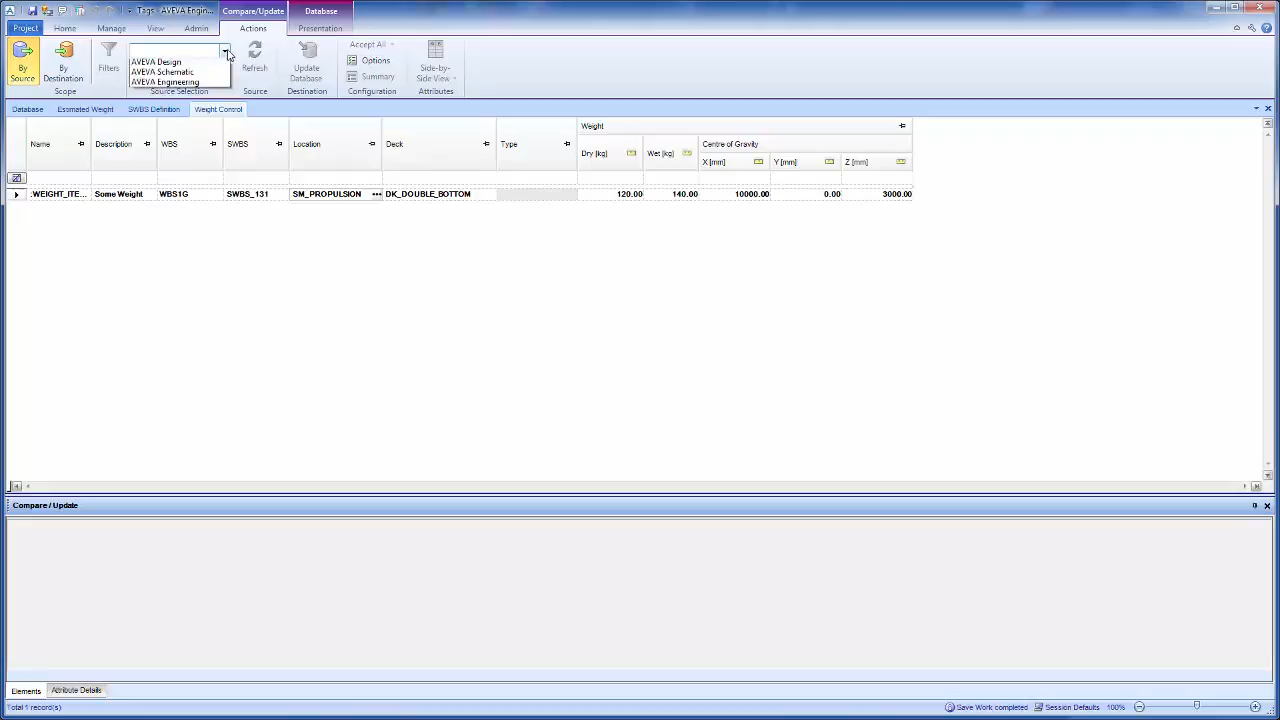 Tags - AVEVA Engin... Compare/Update Database
Project Home Manage View Admin Actions Presentation
By Source
By Destination
Scope
Filters
AVEVA Design
AVEVA Schematic
AVEVA Engineering
Source Selection
Refresh
Source
Update Database
Destination
Accept All
Options
Summary
Configuration
Side-by-Side View
Attributes
Database Estimated Weight SWBS Definition Weight Control
Name Description WBS SWBS Location Deck Type Weight
Dry [kg] Wet [kg] Centre of Gravity
X [mm] Y [mm] Z [mm]
:WEIGHT_ITE... Some Weight WBS1G SWBS_131 SM_PROPULSION ••• DK_DOUBLE_BOTTOM 120.00 140.00 10000.00 0.00 3000.00
Compare / Update
Elements Attribute Details
Total 1 record(s) Save Work completed Session Defaults 100%